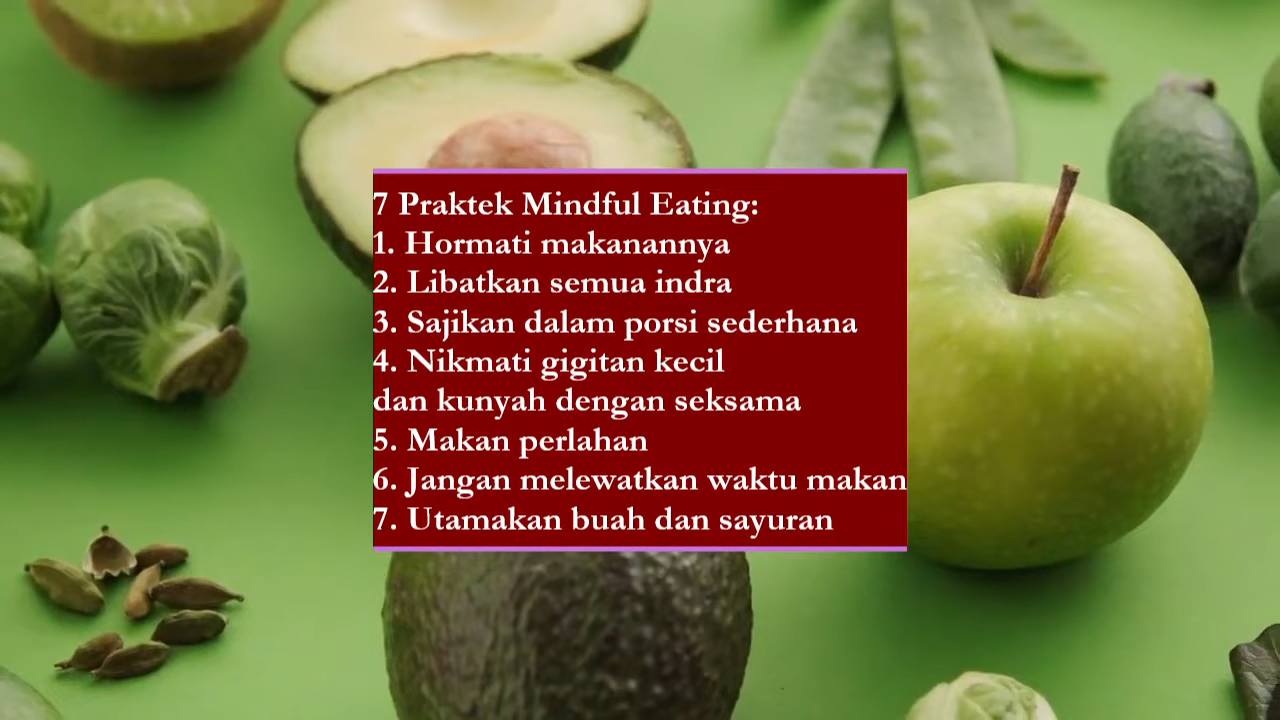 7 Praktek Mindful Eating:
1. Hormati makanannya
2. Libatkan semua indra
3. Sajikan dalam porsi sederhana
4. Nikmati gigitan kecil
dan kunyah dengan seksama
5. Makan perlahan
6. Jangan melewatkan waktu makan
7. Utamakan buah dan sayuran